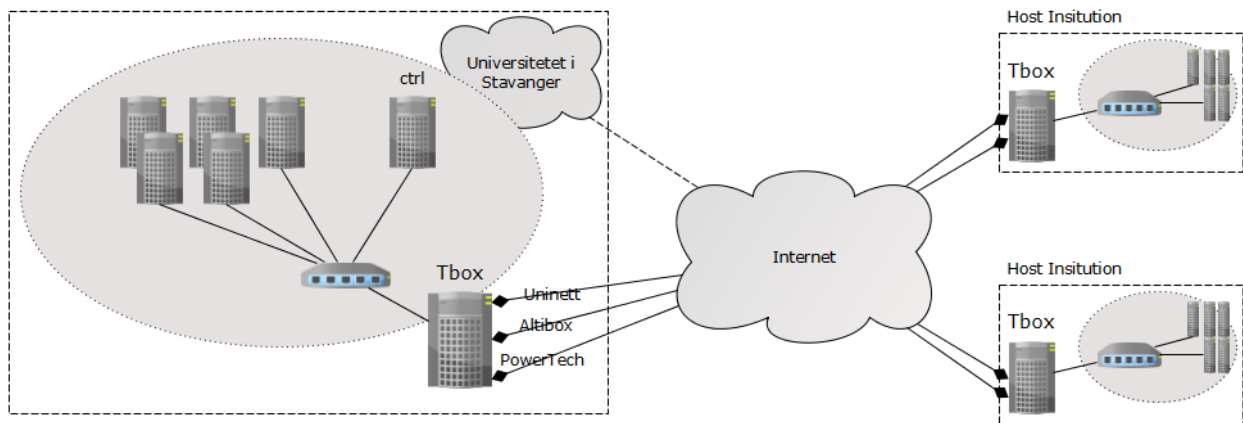 Universitetet i
Stavanger
ctrl
Tbox
Uninett
Altibox
PowerTech
Internet
Host Insitution
Tbox
Host Insitution
Tbox